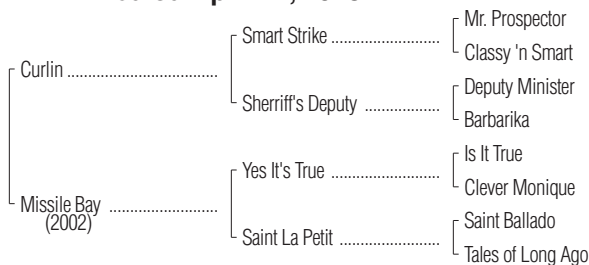 Mr. Prospector
Smart Strike ....................
Classy 'n Smart
Curlin ............................
Deputy Minister
Sherriff's Deputy ..............
Barbarika
Is It True
Yes It's True ....................
Clever Monique
Missile Bay ....................
(2002)
Saint Ballado
Saint La Petit ..................
Tales of Long Ago